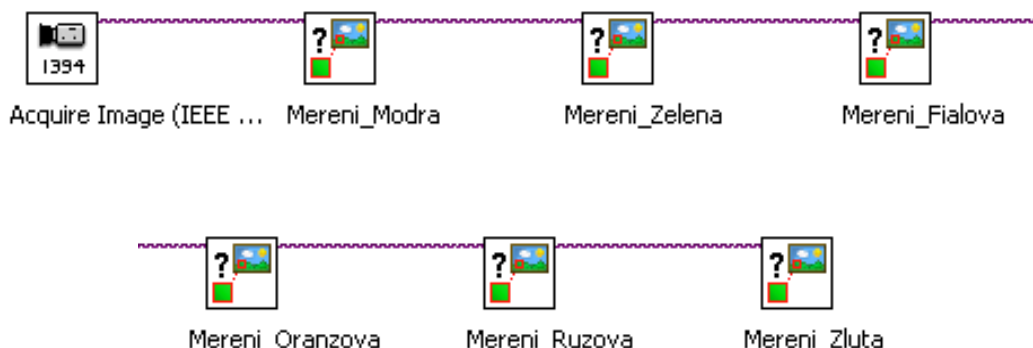 1394
Acquire Image (IEEE ...
Mereni_Modra
Mereni_Zelena
Mereni_Fialova
Mereni_Oranzova
Mereni_Ruzova
Mereni_Zluta